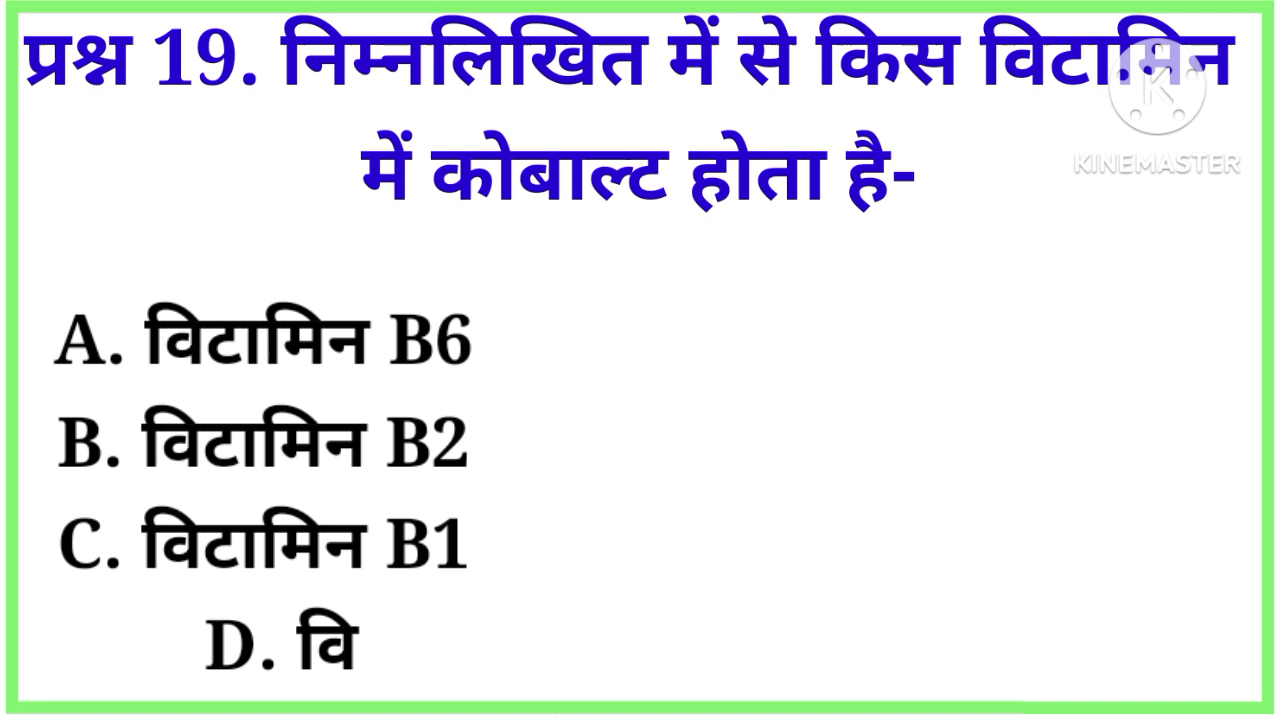 प्रश्न 19. निम्नलिखित में से किस विटामिन
में कोबाल्ट होता है-
KINEMASTER
A. विटामिन B6
B. विटामिन B2
C. विटामिन B1
D. वि